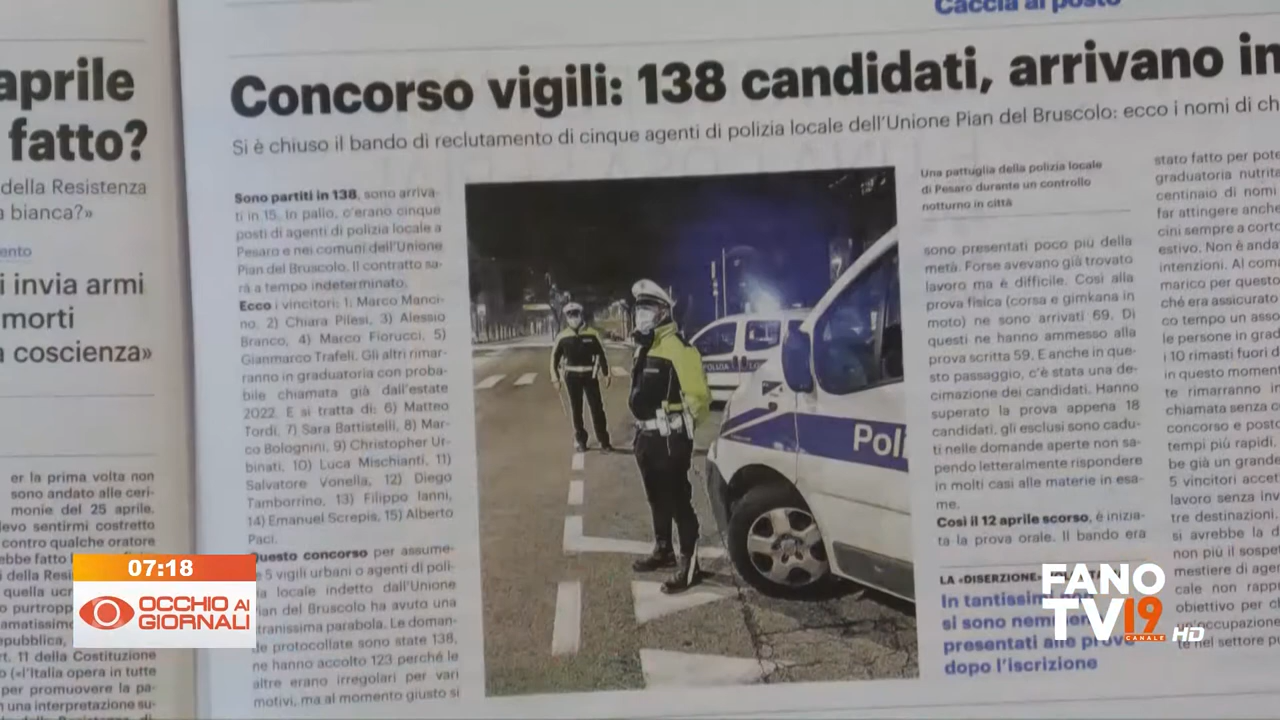 Caccia al posto
aprile
fatto?
della Resistenza
bianca?»
i invia armi
morti
coscienza»
er la prima volta non
sono andato alle ceri-
monie del 25 aprile.
sentirmi costretto
contro qualche oratore
ebbe fatto
della
quella
purtropp
amatissimo
epubblica,
rt. 11 della Costituzione
(«l'Italia opera in tutte
per promuovere la pa-
una interpretazione su-
Concorso vigili: 138 candidati, arrivano in
Si è chiuso il bando di reclutamento di cinque agenti di polizia locale dell'Unione Pian del Bruscolo: ecco i nomi di ch
Sono partiti in 138, sono arriva-
ti in 15. In palio, c'erano cinque
posti di agenti di polizia locale a
Pesaro e nei comuni dell'Unione
Pian del Bruscolo. Il contratto sa-
rà a tempo indeterminato.
Ecco i vincitori: 1. Marco Manci-
no, 2) Chiara Pilesi, 3) Alessio
Branco, 4) Marco Fiorucci, 5)
Gianmarco Trafeli. Gli altri rimar-
ranno in graduatoria con proba-
bile chiamata già dall'estate
2022. E si tratta di: 6) Matteo
Tordi, 7) Sara Battistelli, 8) Mar-
co Bolognini, 9) Christopher Ur-
binati, 10) Luca Mischianti, 11)
Salvatore Vonella, 12) Diego
Tamborrino, 13) Filippo Ianni,
14) Emanuel Screpis, 15) Alberto
Paci.
Questo concorso per assume-
e 5 vigili urbani o agenti di poli-
ia locale indetto dall'Unione
Pian del Bruscolo ha avuto una
stranissima parabola. Le doman-
de protocollate sono state 138,
ne hanno accolto 123 perché le
altre erano irregolari per vari
motivi, ma al momento giusto si
POLIZIA
Poli
Una pattuglia della polizia locale
di Pesaro durante un controllo
notturno in città
sono presentati poco più della
metà. Forse avevano già trovato
lavoro ma è difficile. Così alla
prova fisica (corsa e gimkana in
moto) ne sono arrivati 69. Di
questi ne hanno ammesso alla
prova scritta 59. E anche in que-
sto passaggio, c'è stata una de-
cimazione dei candidati. Hanno
superato la prova appena 18
candidati, gli esclusi sono cadu-
ti nelle domande aperte non sa-
pendo letteralmente rispondere
in molti casi alle materie in esa-
me.
Così il 12 aprile scorso, è inizia-
ta la prova orale. Il bando era
LA «DISERZIONE»
In tantissimi non
si sono nemmeno
presentati alle prove
dopo l'iscrizione
stato fatto per pote
graduatoria nutrita
centinaio di nomi
far attingere anche
cini sempre a corto
estivo. Non è anda
intenzioni. Al com
marico per questo
ché era assicurato
co tempo un asso
le persone in grad
i 10 rimasti fuori d
in questo moment
te rimarranno in
chiamata senza c
concorso e posto
tempi più rapidi,
be già un grande
5 vincitori accet
lavoro senza inv
tre destinazioni.
si avrebbe la d
non più il sospe
mestiere di agen
cale non rappre
obiettivo per di
un'occupazione
te nel settore p
07:18
OCCHIO AI
GIORNALI
FANO
TV19
CANALE
HD